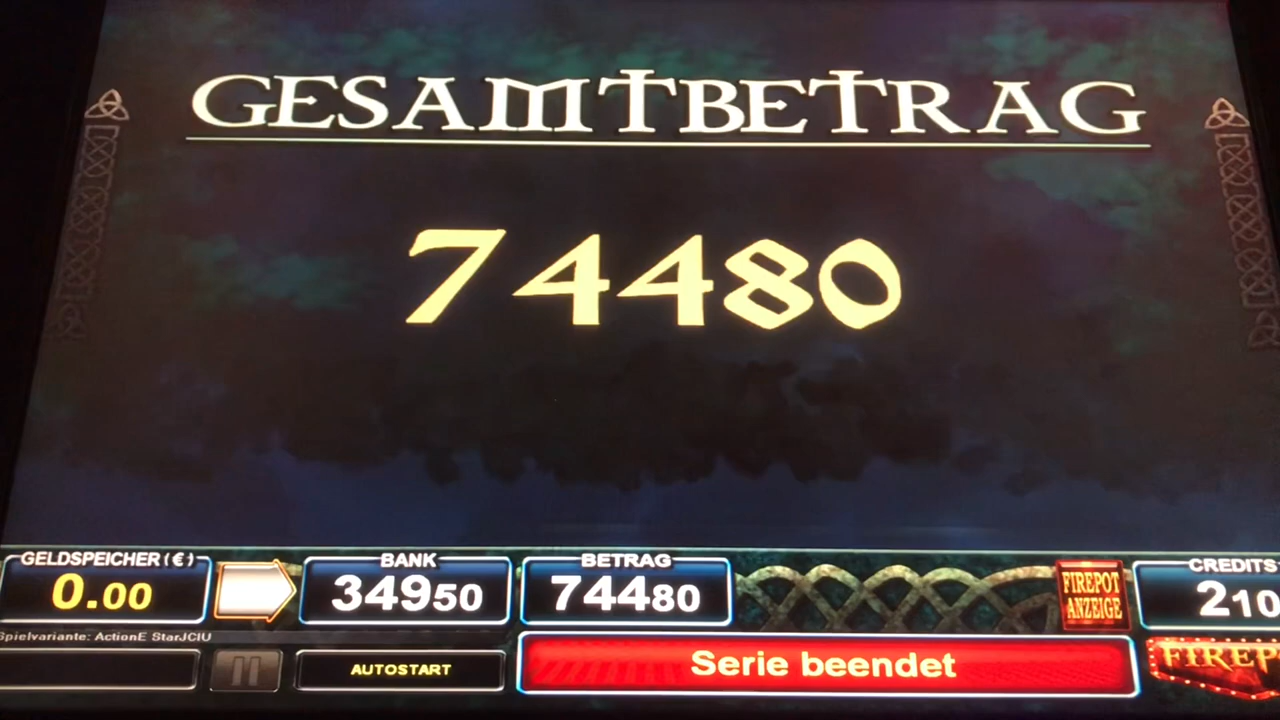 GESAMTBETRAG
74480
GELDSPEICHER (€)
0.00
BANK
34950
BETRAG
74480
FIREPOT
ANZEIGE
CREDITS
210
Spielvariante: ActionE StarJCIU
AUTOSTART
Serie beendet
FIREP